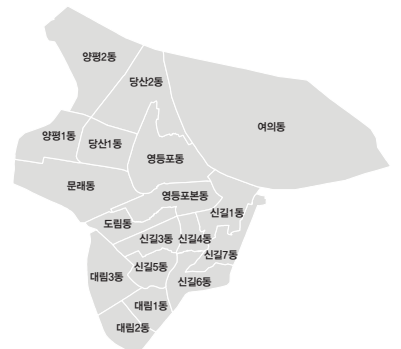 양평2동
당산2동
여의동
양평1동
당산1동
영등포동
문래동
영등포본동
신길1동
도림동
신길3동
신길4동
신길7동
신길5동
대림3동
신길6동
대림1동
대림2동